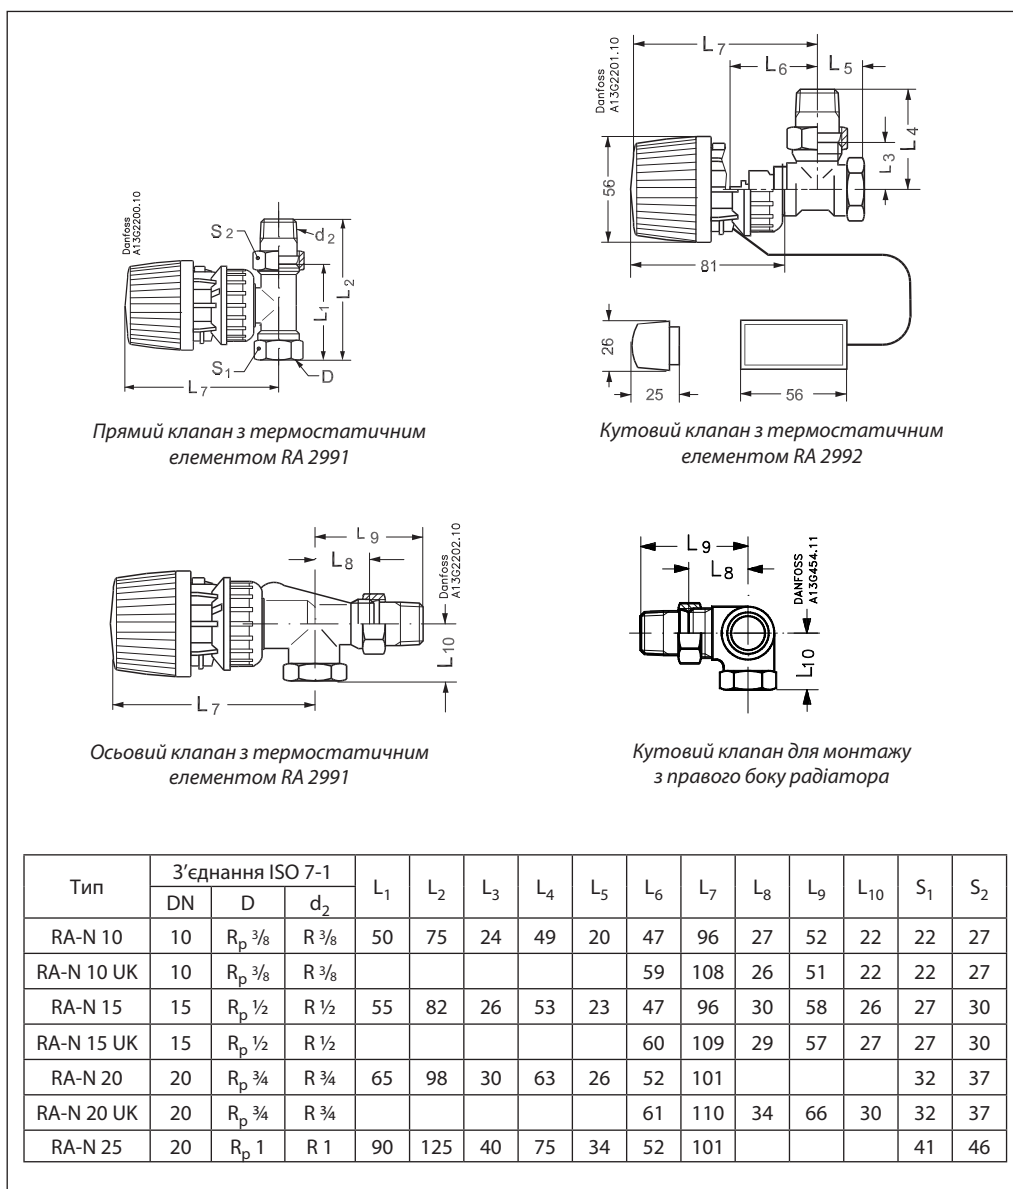 Danfoss
A13G2200.10
S2
d2
L2
L1
S1
D
L7
Прямий клапан з термостатичним
елементом RA 2991
Danfoss
A13G2201.10
L7
L6
L5
L4
L3
56
81
26
25
56
Кутовий клапан з термостатичним
елементом RA 2992
L9
L8
Danfoss
A13G2202.10
L10
L7
Осьовий клапан з термостатичним
елементом RA 2991
L9
L8
DANFOSS
A13G454.11
L10
Кутовий клапан для монтажу
з правого боку радіатора
Тип З’єднання ISO 7-1 L1 L2 L3 L4 L5 L6 L7 L8 L9 L10 S1 S2
DN D d2
RA-N 10 10 Rp 3/8 R 3/8 50 75 24 49 20 47 96 27 52 22 22 27
RA-N 10 UK 10 Rp 3/8 R 3/8 59 108 26 51 22 22 27
RA-N 15 15 Rp ½ R ½ 55 82 26 53 23 47 96 30 58 26 27 30
RA-N 15 UK 15 Rp ½ R ½ 60 109 29 57 27 27 30
RA-N 20 20 Rp ¾ R ¾ 65 98 30 63 26 52 101 32 37
RA-N 20 UK 20 Rp ¾ R ¾ 61 110 34 66 30 32 37
RA-N 25 20 Rp 1 R 1 90 125 40 75 34 52 101 41 46